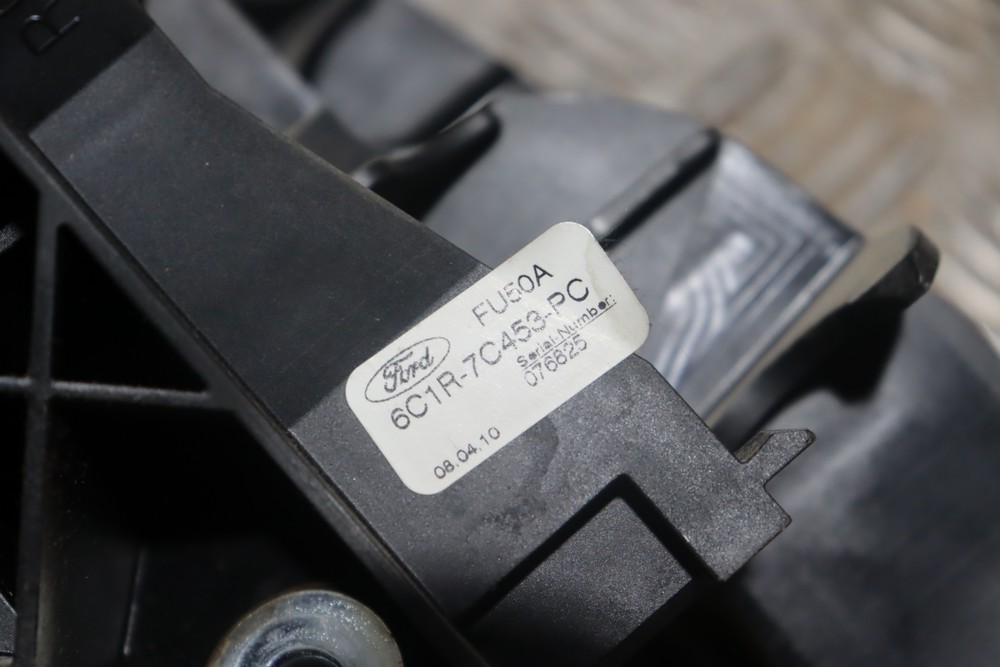 FU50A
Ford
6C1R-7C453-PC
Serial Number:
076825
08.04.10